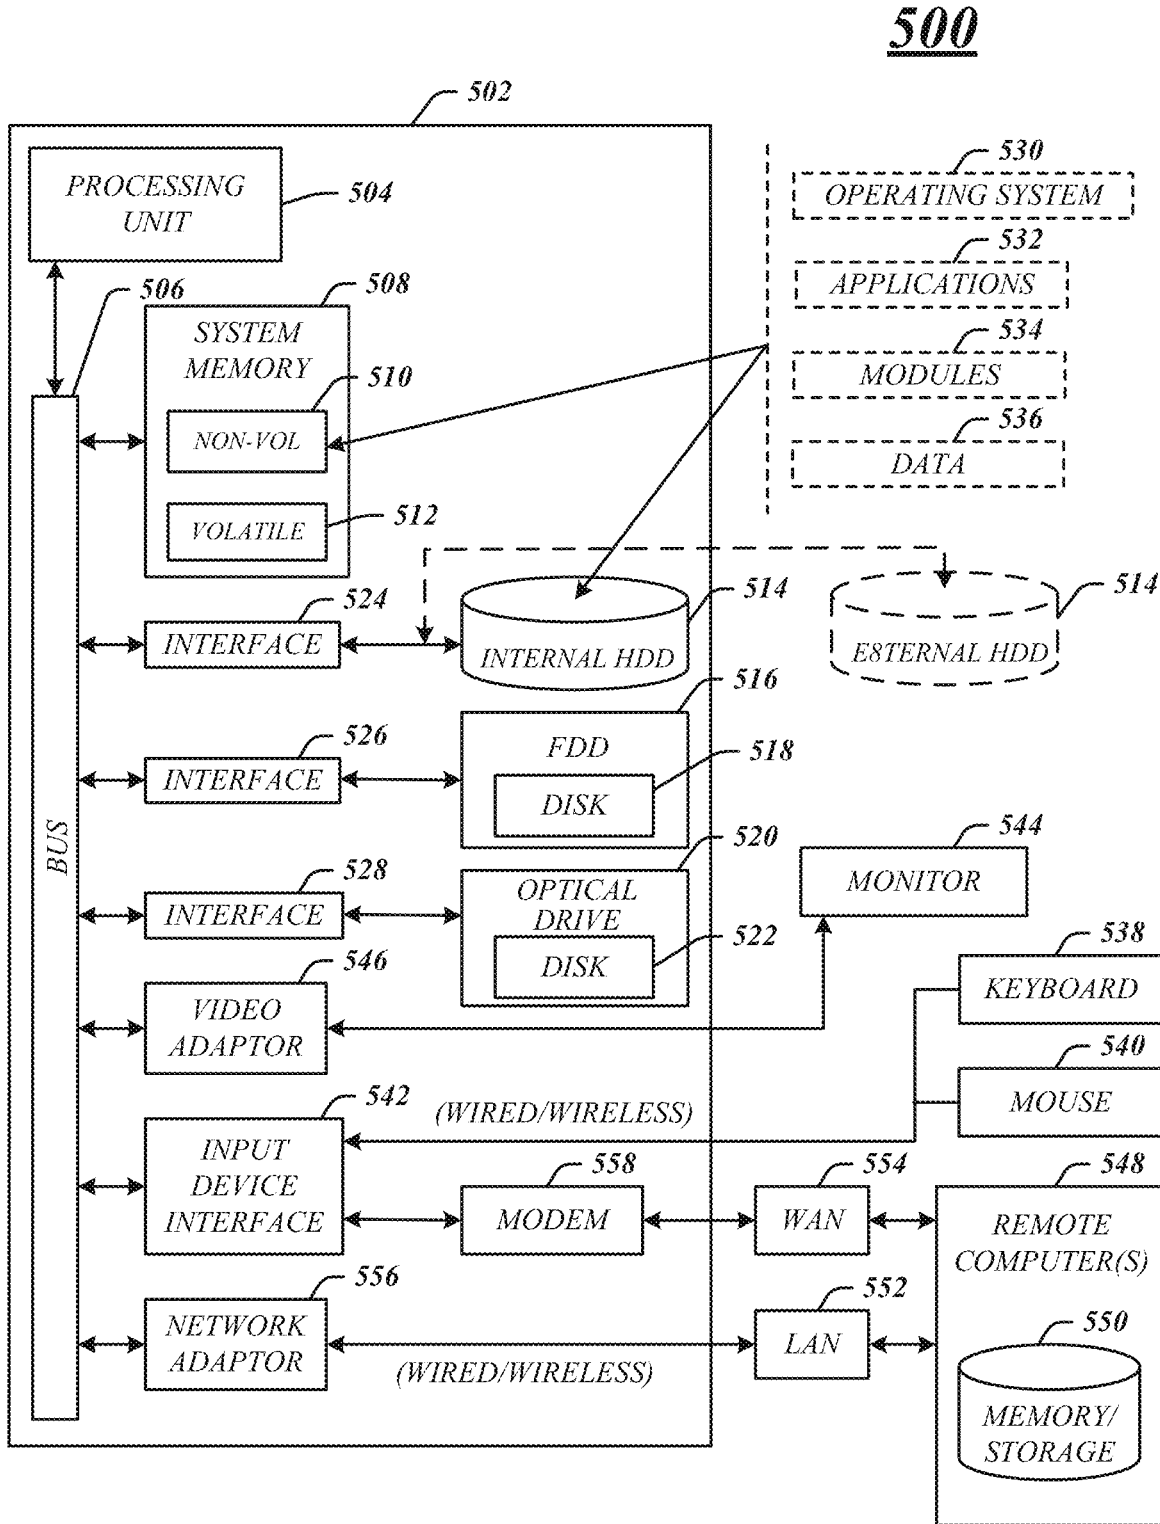 500
502
PROCESSING
UNIT
504
530
OPERATING SYSTEM
532
APPLICATIONS
534
MODULES
536
DATA
506
508
SYSTEM
MEMORY
510
NON-VOL
512
VOLATILE
BUS
524
INTERFACE
514
INTERNAL HDD
514
E8TERNAL HDD
526
INTERFACE
516
FDD
518
DISK
528
INTERFACE
520
OPTICAL
DRIVE
522
DISK
544
MONITOR
546
VIDEO
ADAPTOR
538
KEYBOARD
540
MOUSE
542
INPUT
DEVICE
INTERFACE
(WIRED/WIRELESS)
558
MODEM
554
WAN
548
REMOTE
COMPUTER(S)
556
NETWORK
ADAPTOR
(WIRED/WIRELESS)
552
LAN
550
MEMORY/
STORAGE